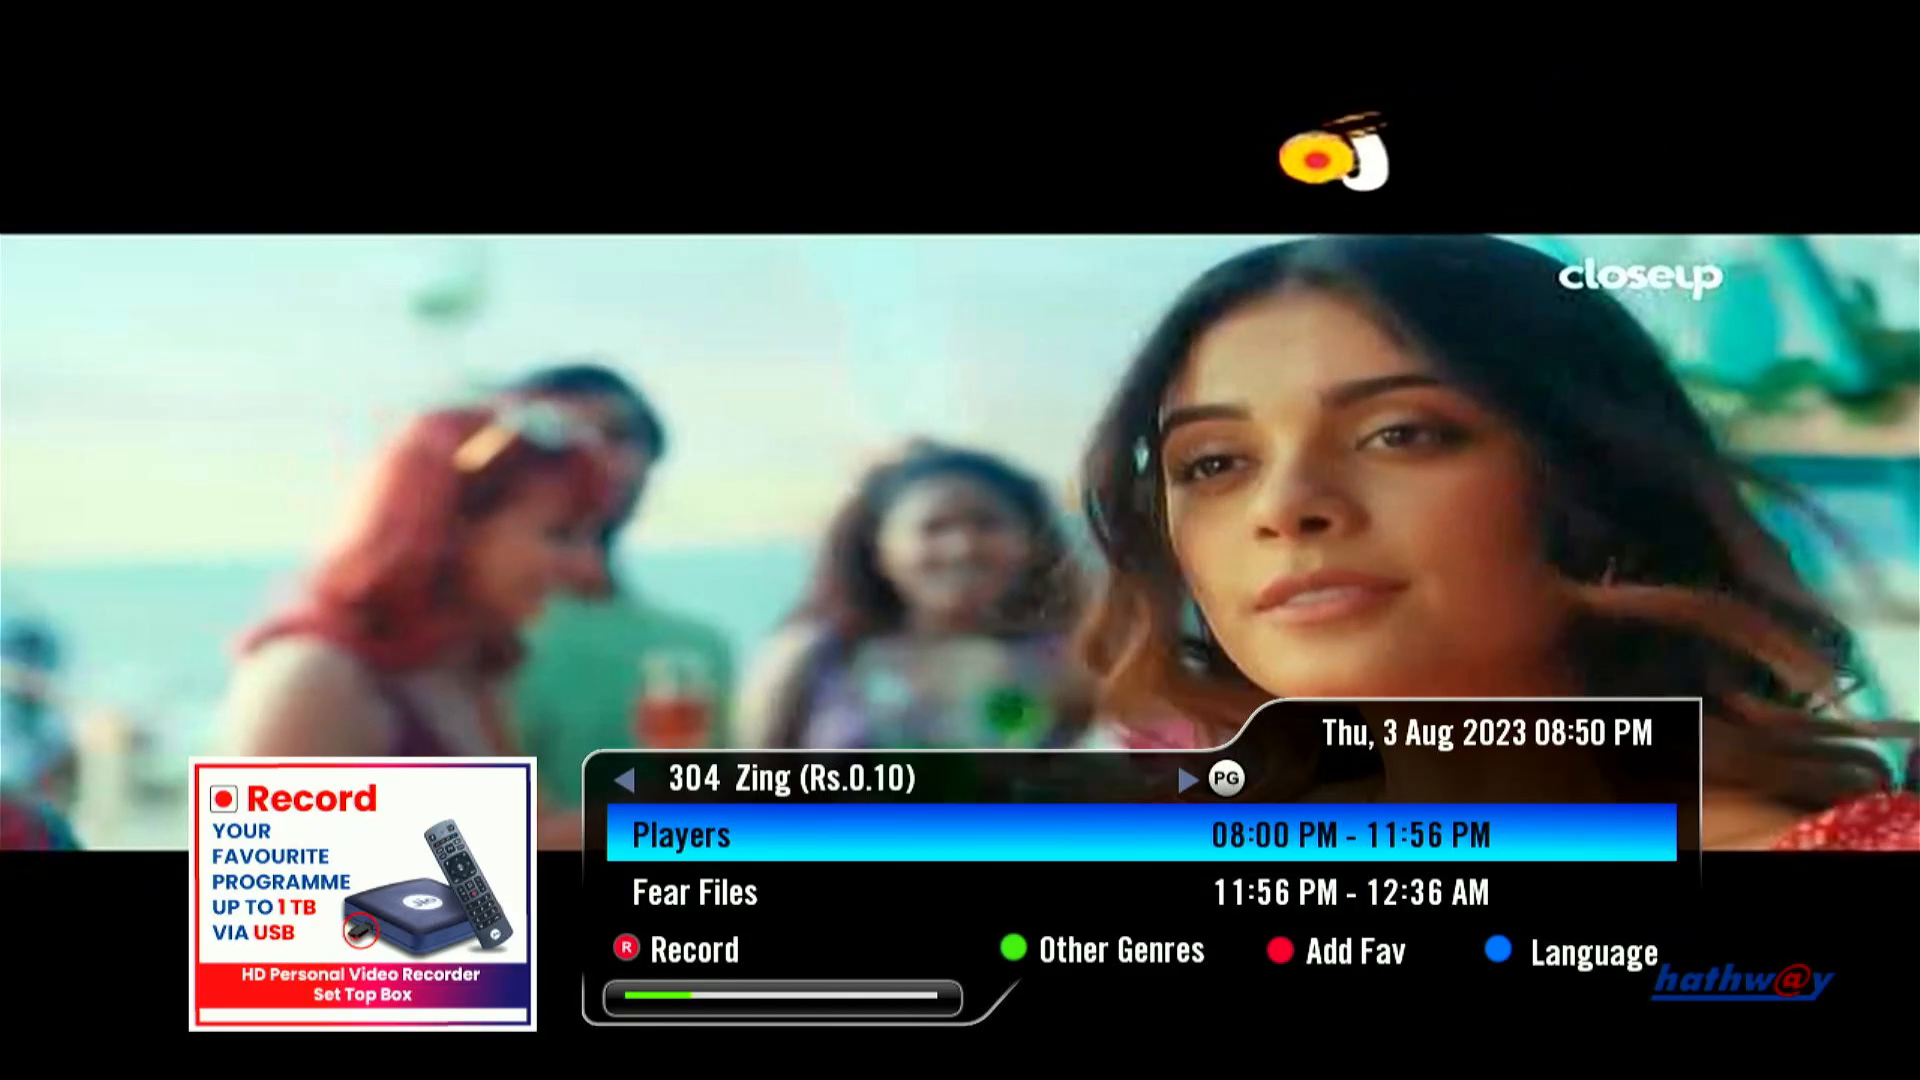 closeup
Thu, 3 Aug 2023 08:50 PM
304 Zing (Rs.0.10)
PG
Players 08:00 PM - 11:56 PM
Fear Files 11:56 PM - 12:36 AM
R Record Other Genres Add Fav Language
hathw@y
Record
YOUR
FAVOURITE
PROGRAMME
UP TO 1 TB
VIA USB
Jio
HD Personal Video Recorder
Set Top Box